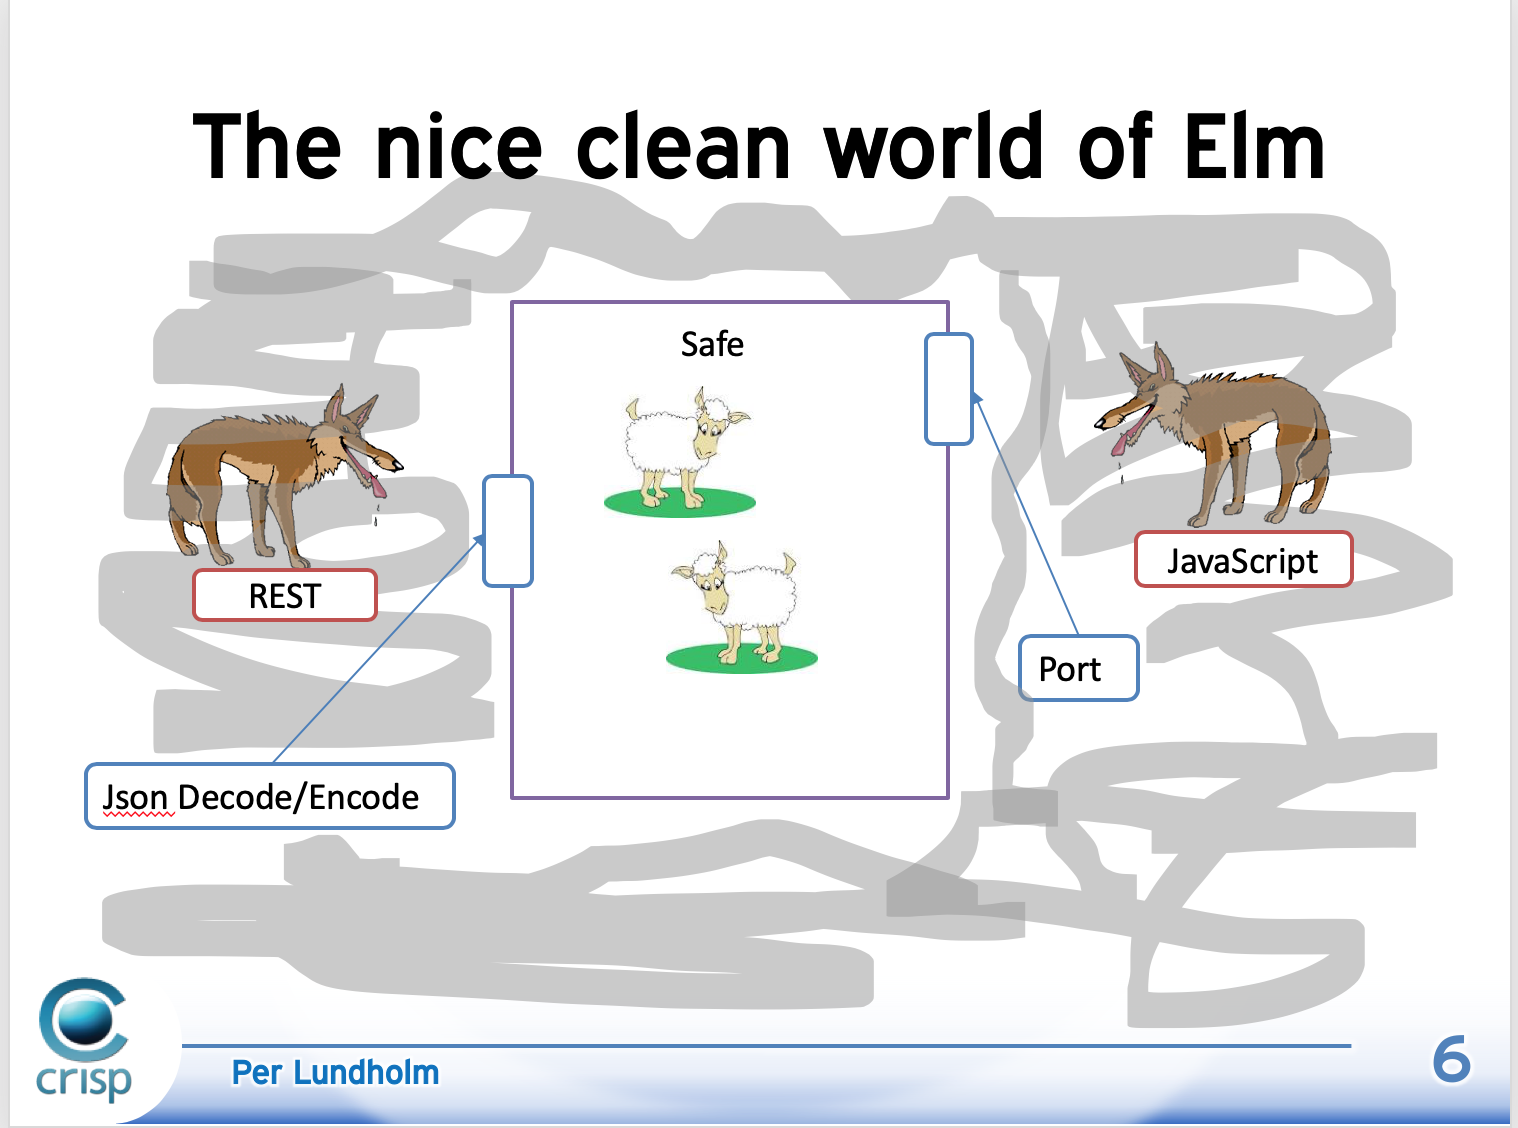 The nice clean world of Elm
Safe
REST
JavaScript
Port
Json Decode/Encode
crisp
Per Lundholm
6